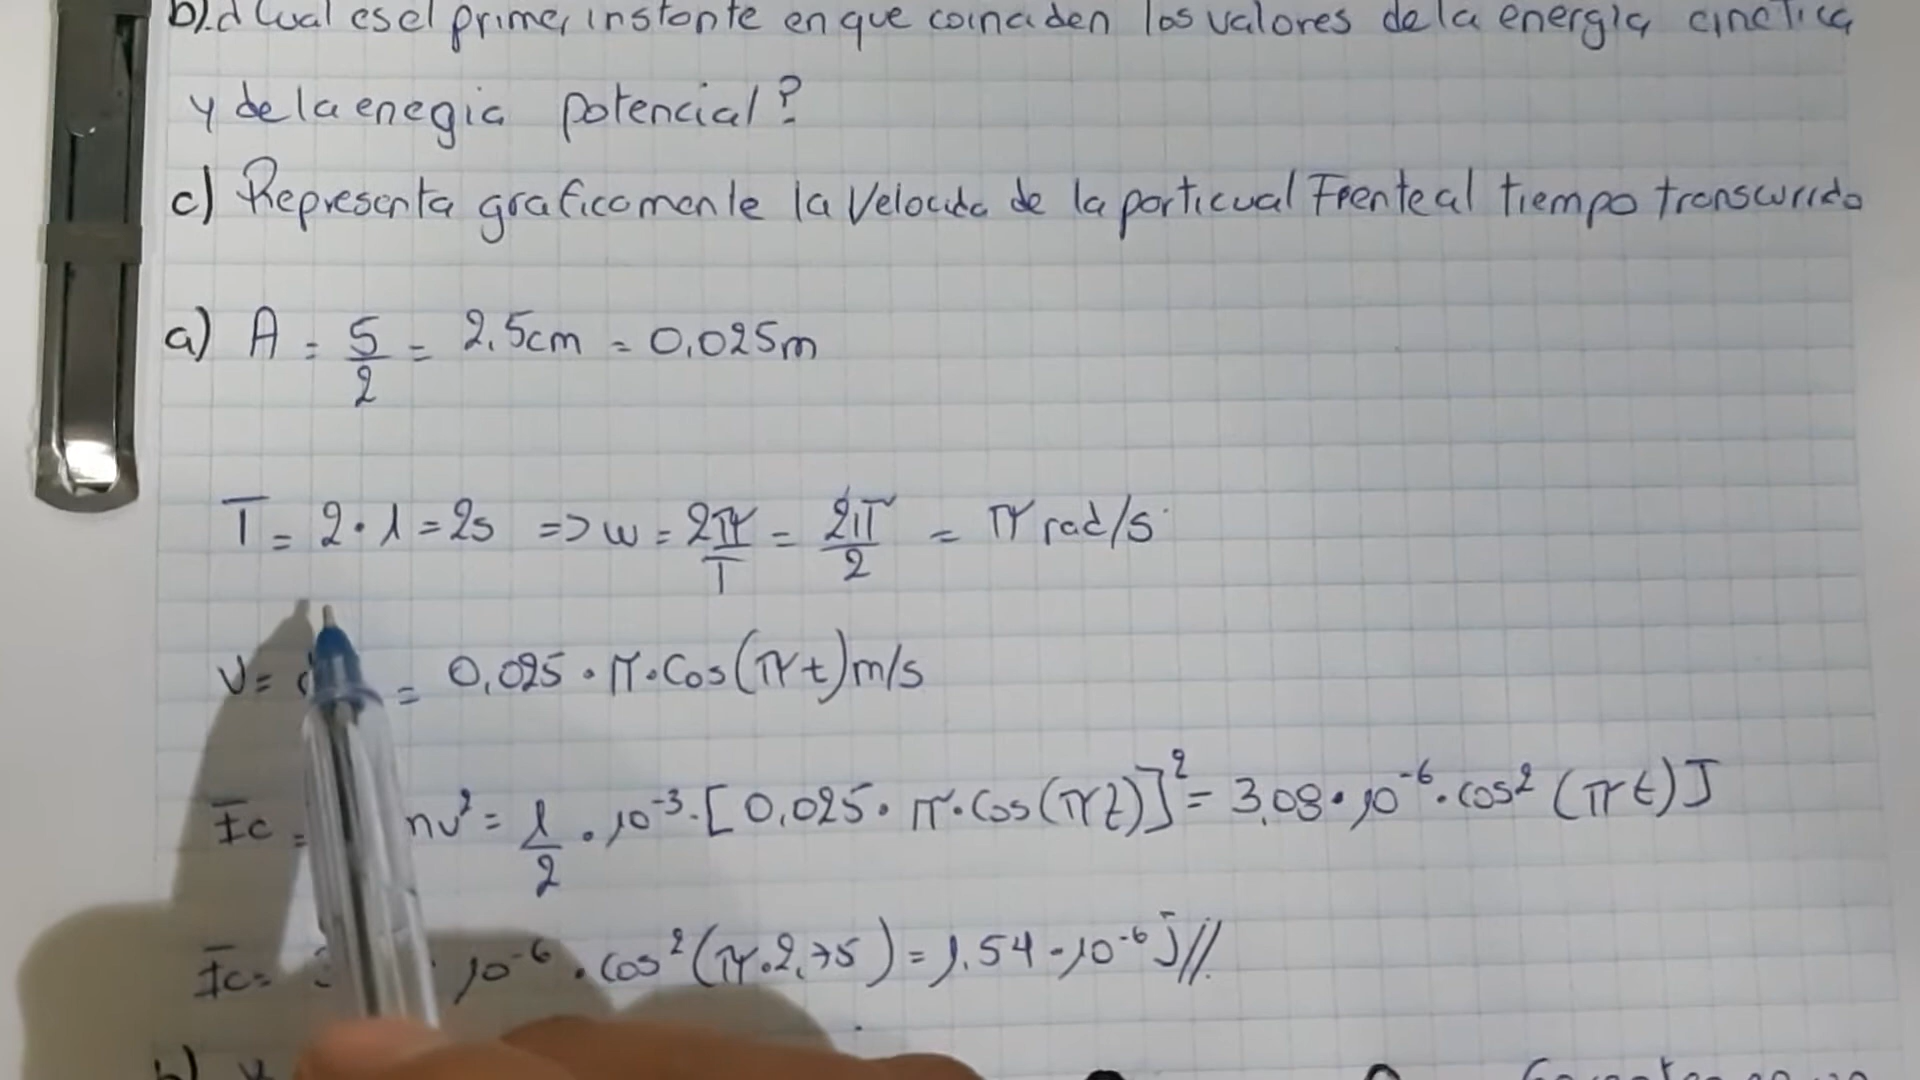 b) ¿Cual es el primer instante en que coinciden los valores de la energia cinetica
y de la enegia potencial?
c) Representa graficamente la Velocida de la particual Frente al tiempo transcurrido
a) A = 5/2 = 2.5cm = 0.025m
T = 2 · 1 = 2s => w = 2π/T = 2π/2 = π rad/s
v = = 0.025 · π · Cos(πt) m/s
Ec = mv² = 1/2 · 10⁻³ · [0.025 · π · Cos(πt)]² = 3.08 · 10⁻⁶ · cos² (πt) J
Ec = 10⁻⁶ · cos² (π · 2.75) = 1.54 · 10⁻⁶ J //
b)